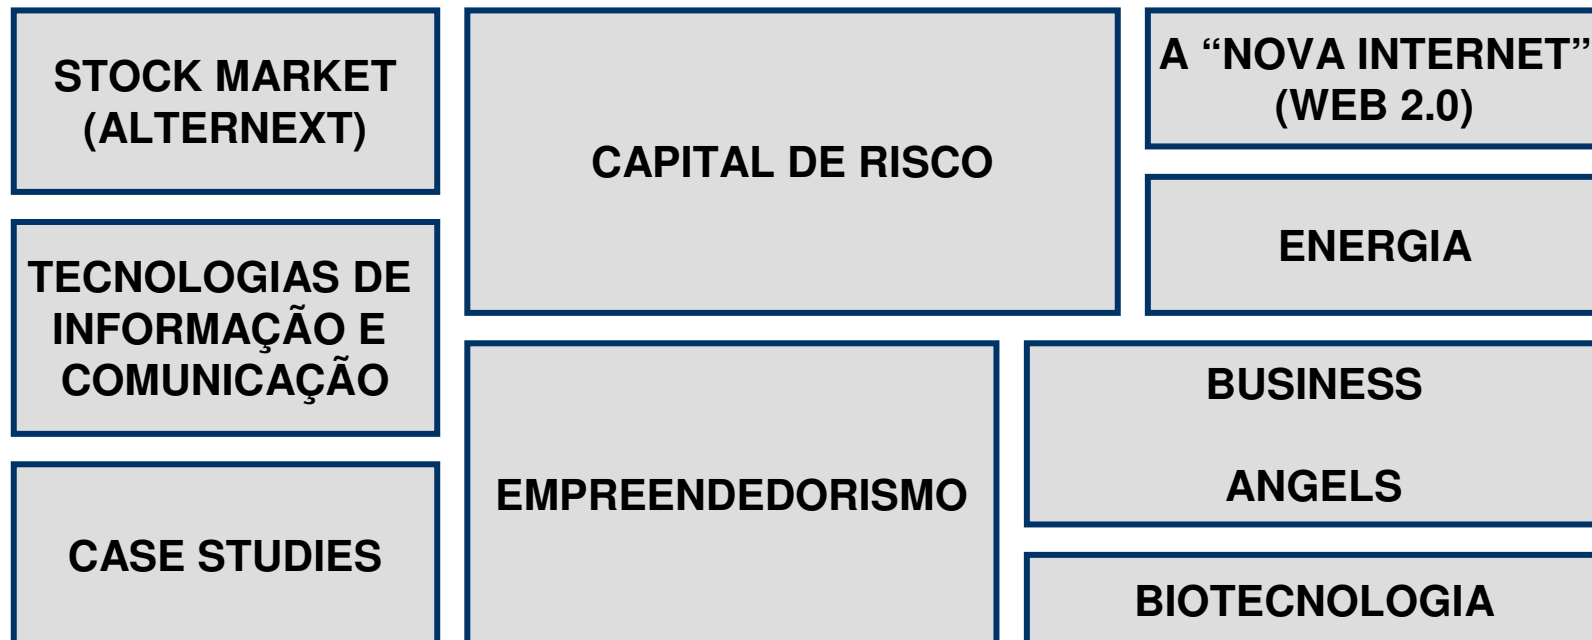 STOCK MARKET
(ALTERNEXT)
TECNOLOGIAS DE
INFORMAÇÃO E
COMUNICAÇÃO
CASE STUDIES
CAPITAL DE RISCO
EMPREENDEDORISMO
A “NOVA INTERNET”
(WEB 2.0)
ENERGIA
BUSINESS
ANGELS
BIOTECNOLOGIA